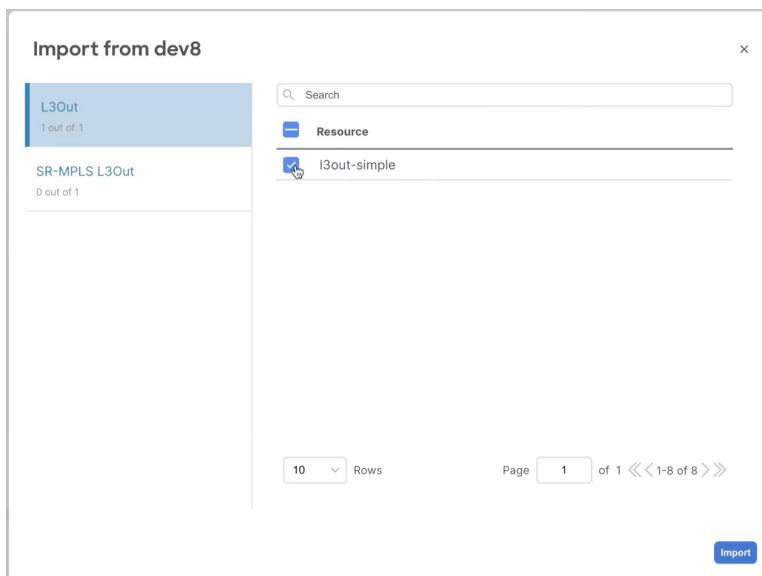 Import from dev8
L3Out
1 out of 1
SR-MPLS L3Out
0 out of 1
Search
Resource
l3out-simple
10 Rows Page 1 of 1 1-8 of 8
Import